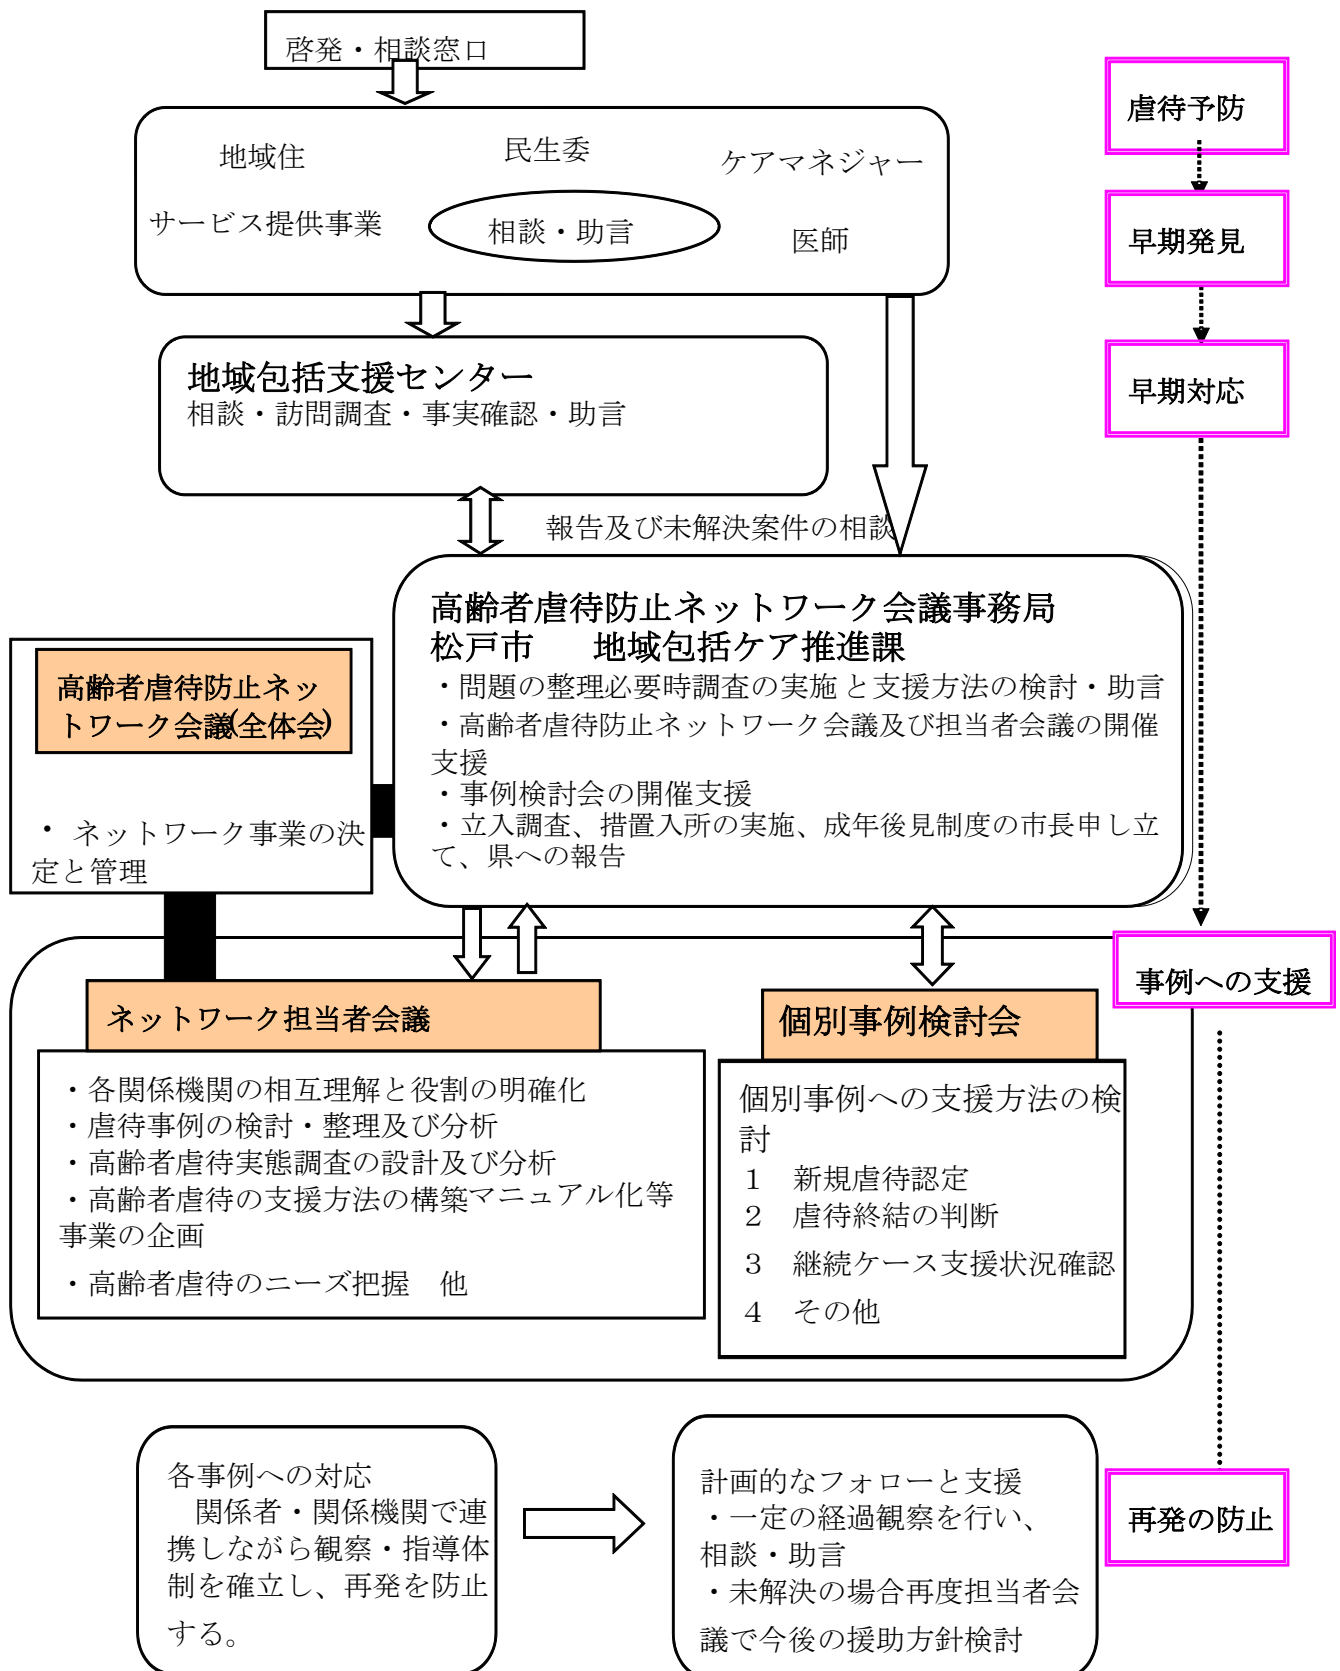 啓発・相談窓口
地域住
民生委
ケアマネジャー
サービス提供事業
相談・助言
医師
地域包括支援センター
相談・訪問調査・事実確認・助言
報告及び未解決案件の相談
高齢者虐待防止ネットワーク会議事務局
松戸市　地域包括ケア推進課
・問題の整理必要時調査の実施と支援方法の検討・助言
・高齢者虐待防止ネットワーク会議及び担当者会議の開催
支援
・事例検討会の開催支援
・立入調査、措置入所の実施、成年後見制度の市長申し立
て、県への報告
高齢者虐待防止ネッ
トワーク会議(全体会)
・ネットワーク事業の決
定と管理
ネットワーク担当者会議
・各関係機関の相互理解と役割の明確化
・虐待事例の検討・整理及び分析
・高齢者虐待実態調査の設計及び分析
・高齢者虐待の支援方法の構築マニュアル化等
事業の企画
・高齢者虐待のニーズ把握　他
個別事例検討会
個別事例への支援方法の検
討
１　新規虐待認定
２　虐待終結の判断
３　継続ケース支援状況確認
４　その他
各事例への対応
関係者・関係機関で連
携しながら観察・指導体
制を確立し、再発を防止
する。
計画的なフォローと支援
・一定の経過観察を行い、
相談・助言
・未解決の場合再度担当者会
議で今後の援助方針検討
虐待予防
早期発見
早期対応
事例への支援
再発の防止